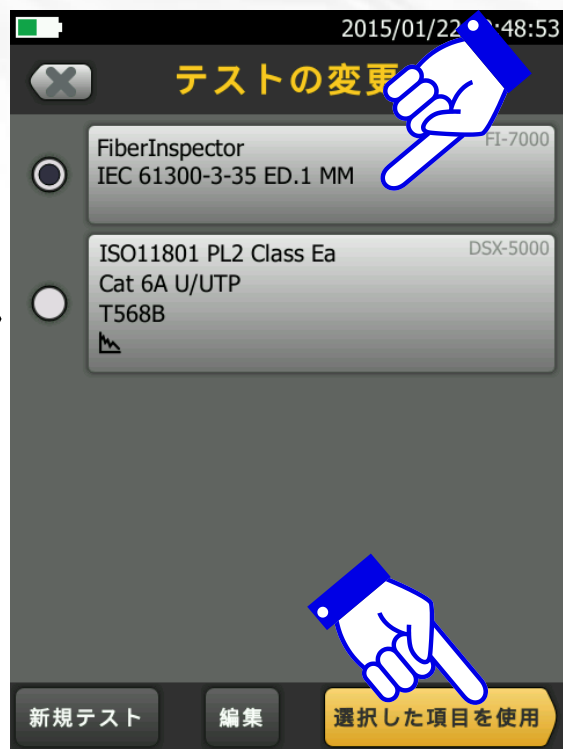 2015/01/22 :48:53
テストの変更
FI-7000
FiberInspector
IEC 61300-3-35 ED.1 MM
DSX-5000
ISO11801 PL2 Class Ea
Cat 6A U/UTP
T568B
新規テスト
編集
選択した項目を使用